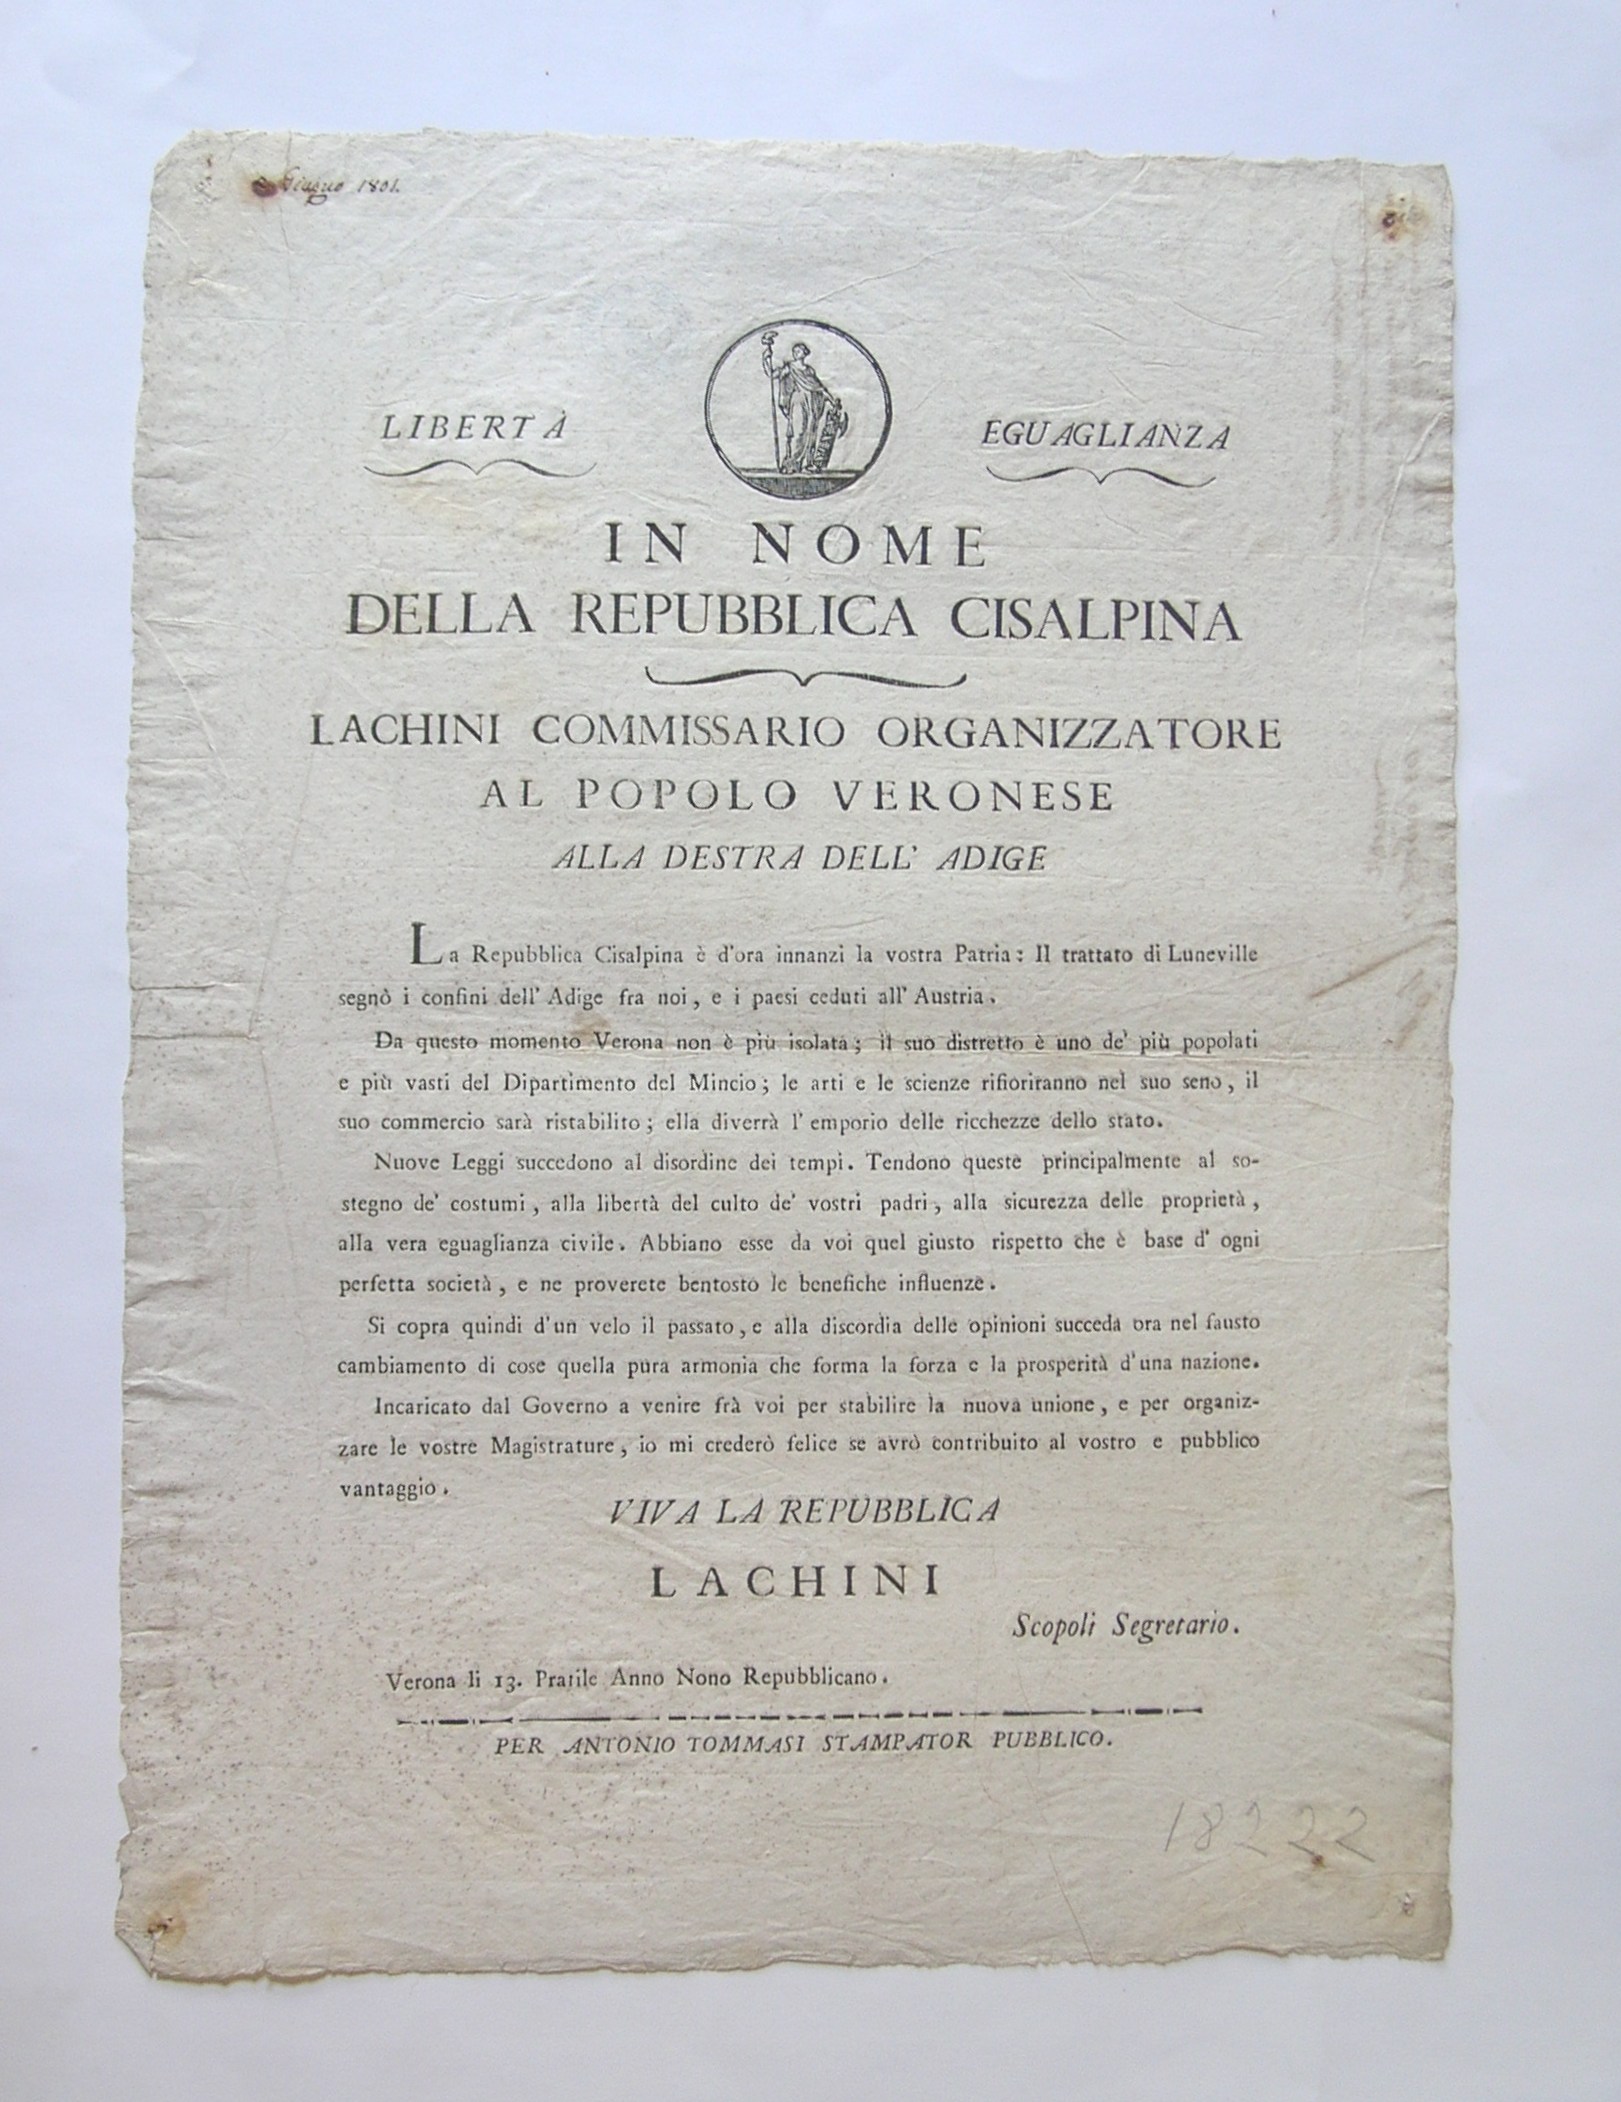 Giugno 1801.
LIBERTÀ
EGUAGLIANZA
IN NOME
DELLA REPUBBLICA CISALPINA
LACHINI COMMISSARIO ORGANIZZATORE
AL POPOLO VERONESE
ALLA DESTRA DELL' ADIGE
La Repubblica Cisalpina è d'ora innanzi la vostra Patria: Il trattato di Luneville
segnò i confini dell' Adige fra noi, e i paesi ceduti all' Austria.
Da questo momento Verona non è più isolata; il suo distretto è uno de' più popolati
e più vasti del Dipartimento del Mincio; le arti e le scienze rifioriranno nel suo seno, il
suo commercio sarà ristabilito; ella diverrà l' emporio delle ricchezze dello stato.
Nuove Leggi succedono al disordine dei tempi. Tendono queste principalmente al so-
stegno de' costumi, alla libertà del culto de' vostri padri, alla sicurezza delle proprietà,
alla vera eguaglianza civile. Abbiano esse da voi quel giusto rispetto che è base d' ogni
perfetta società, e ne proverete bentosto le benefiche influenze.
Si copra quindi d'un velo il passato, e alla discordia delle opinioni succeda ora nel fausto
cambiamento di cose quella pura armonia che forma la forza e la prosperità d'una nazione.
Incaricato dal Governo a venire frà voi per stabilire la nuova unione, e per organiz-
zare le vostre Magistrature, io mi crederò felice se avrò contribuito al vostro e pubblico
vantaggio.
VIVA LA REPUBBLICA
LACHINI
Scopoli Segretario.
Verona li 13. Pratile Anno Nono Repubblicano.
PER ANTONIO TOMMASI STAMPATOR PUBBLICO.
18222